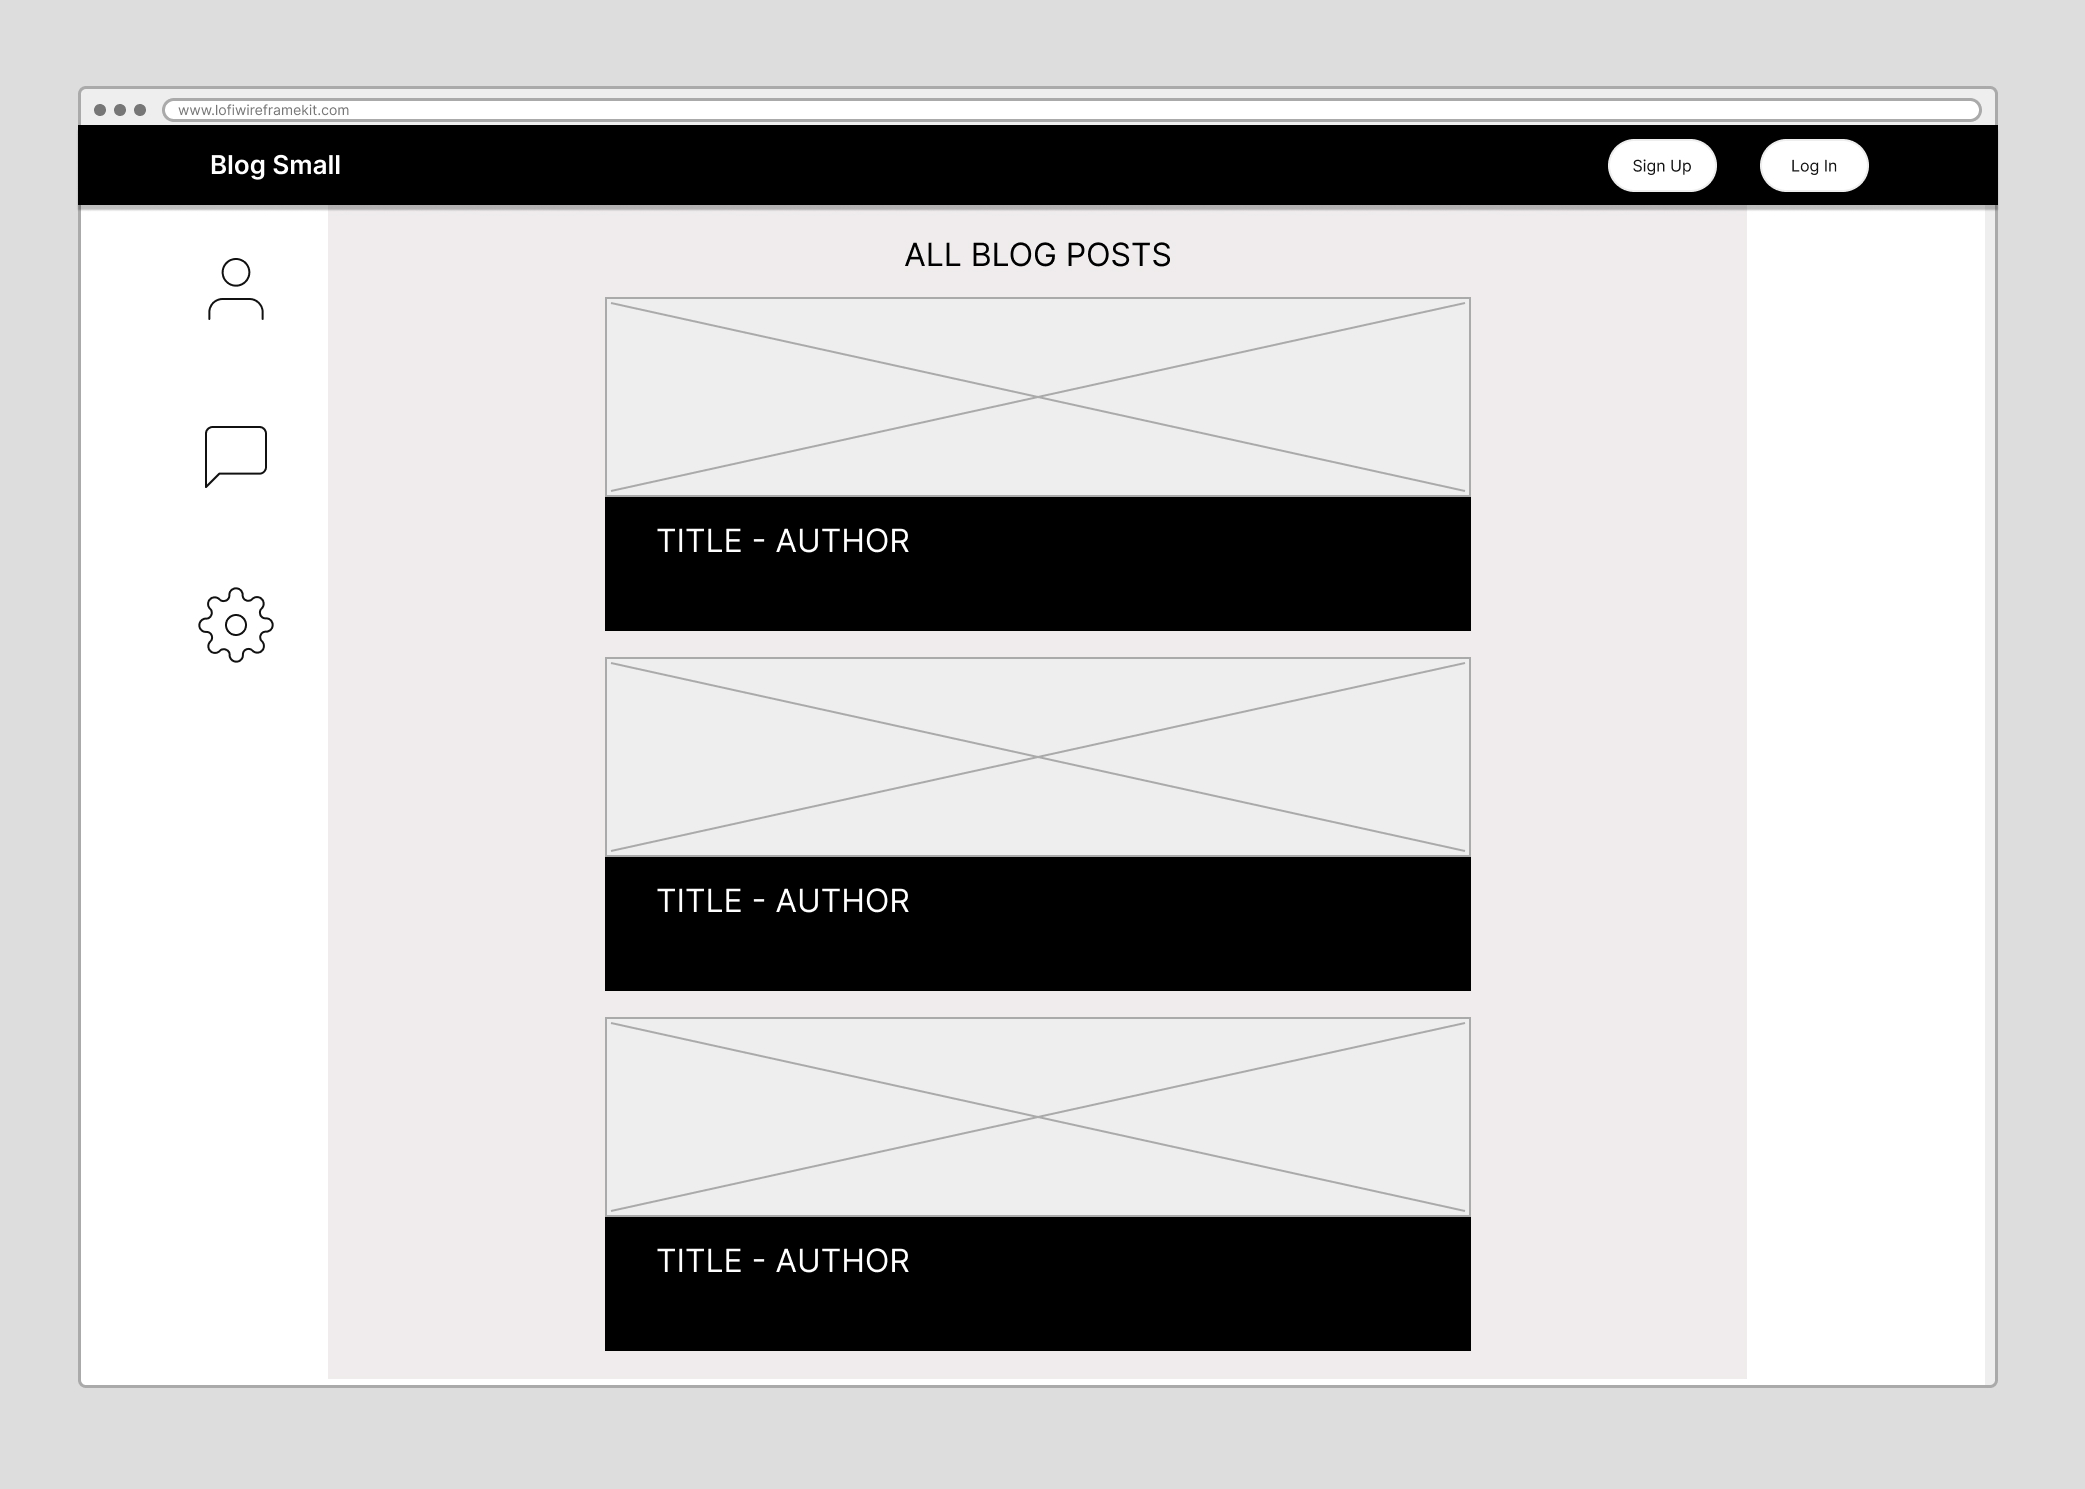 www.lofiwireframekit.com
Blog Small
Sign Up
Log In
ALL BLOG POSTS
TITLE - AUTHOR
TITLE - AUTHOR
TITLE - AUTHOR